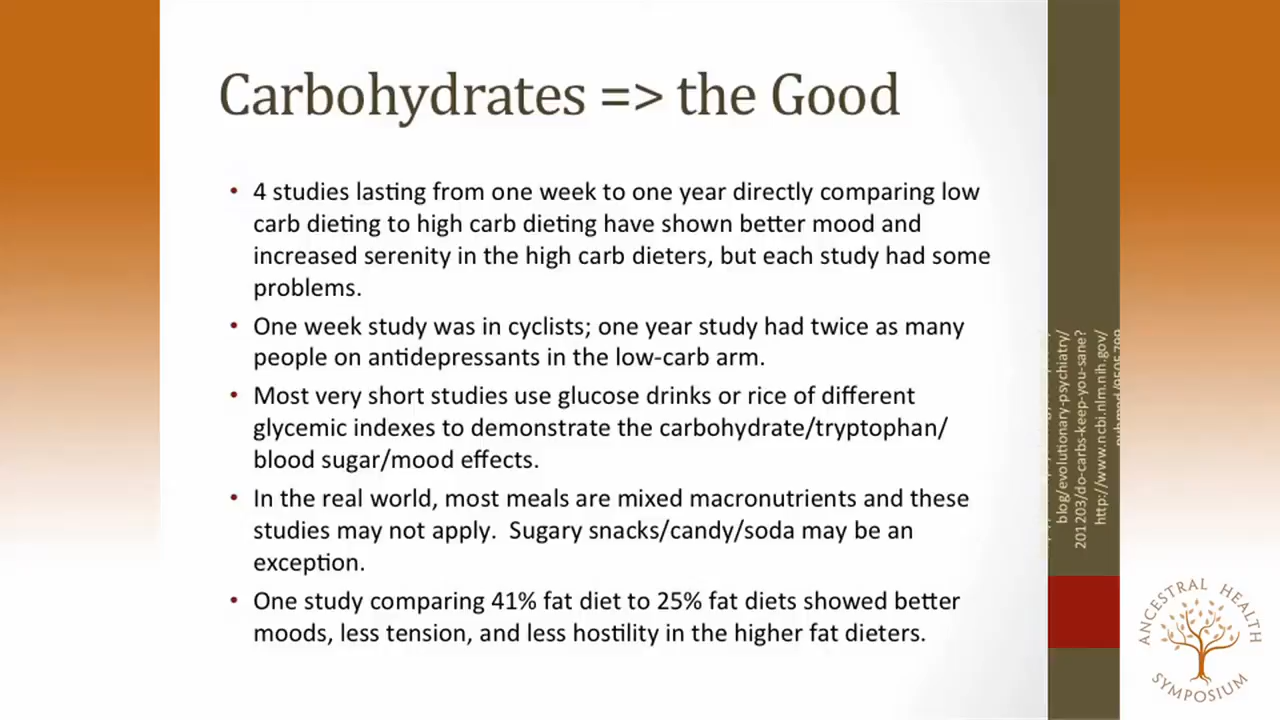 Carbohydrates => the Good
• 4 studies lasting from one week to one year directly comparing low
carb dieting to high carb dieting have shown better mood and
increased serenity in the high carb dieters, but each study had some
problems.
• One week study was in cyclists; one year study had twice as many
people on antidepressants in the low-carb arm.
• Most very short studies use glucose drinks or rice of different
glycemic indexes to demonstrate the carbohydrate/tryptophan/
blood sugar/mood effects.
• In the real world, most meals are mixed macronutrients and these
studies may not apply.  Sugary snacks/candy/soda may be an
exception.
• One study comparing 41% fat diet to 25% fat diets showed better
moods, less tension, and less hostility in the higher fat dieters.
blog/evolutionary-psychiatry/
201203/do-carbs-keep-you-sane?
http://www.ncbi.nlm.nih.gov/
ANCESTRAL HEALTH
SYMPOSIUM